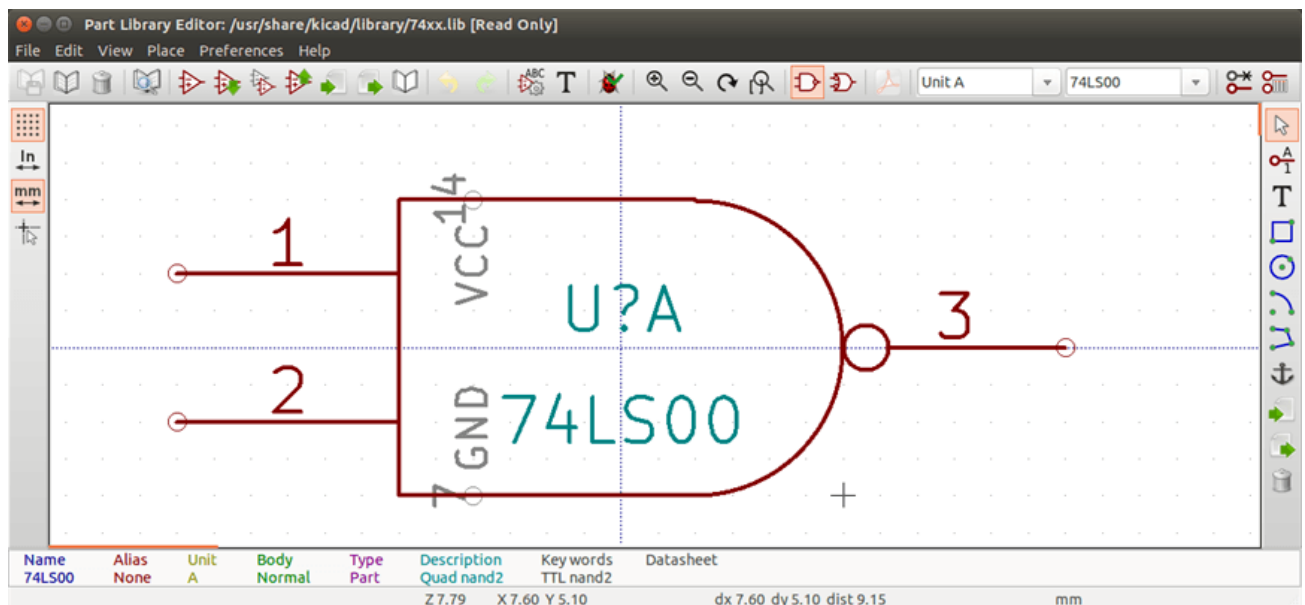 Part Library Editor: /usr/share/kicad/library/74xx.lib [Read Only]
File Edit View Place Preferences Help
ABC T Unit A 74LS00
In
mm
A
1
T
14
VCC
1
U?A
3
2
GND
74LS00
7
Name Alias Unit Body Type Description Key words Datasheet
74LS00 None A Normal Part Quad nand2 TTL nand2
Z 7.79 X 7.60 Y 5.10 dx 7.60 dy 5.10 dist 9.15 mm